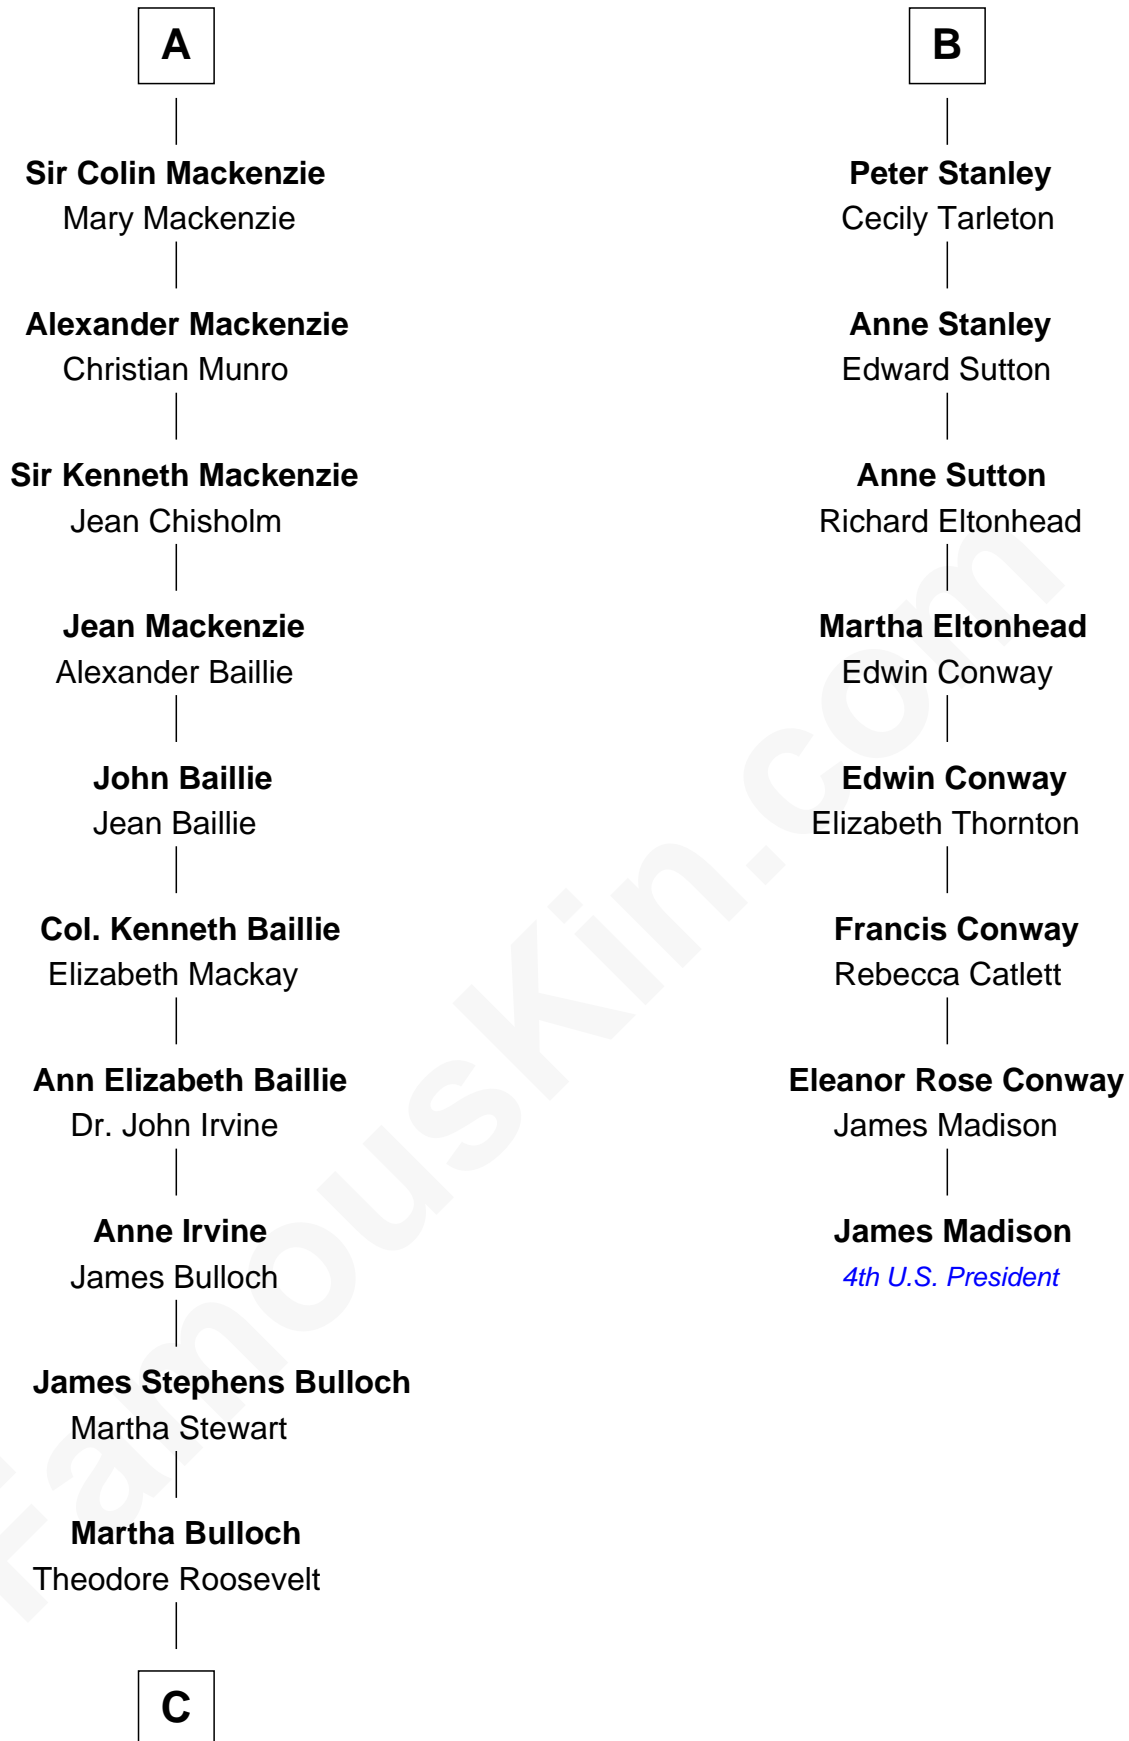 A
Sir Colin Mackenzie
Mary Mackenzie
Alexander Mackenzie
Christian Munro
Sir Kenneth Mackenzie
Jean Chisholm
Jean Mackenzie
Alexander Baillie
John Baillie
Jean Baillie
Col. Kenneth Baillie
Elizabeth Mackay
Ann Elizabeth Baillie
Dr. John Irvine
Anne Irvine
James Bulloch
James Stephens Bulloch
Martha Stewart
Martha Bulloch
Theodore Roosevelt
C
B
Peter Stanley
Cecily Tarleton
Anne Stanley
Edward Sutton
Anne Sutton
Richard Eltonhead
Martha Eltonhead
Edwin Conway
Edwin Conway
Elizabeth Thornton
Francis Conway
Rebecca Catlett
Eleanor Rose Conway
James Madison
James Madison
4th U.S. President
FamousKin.com